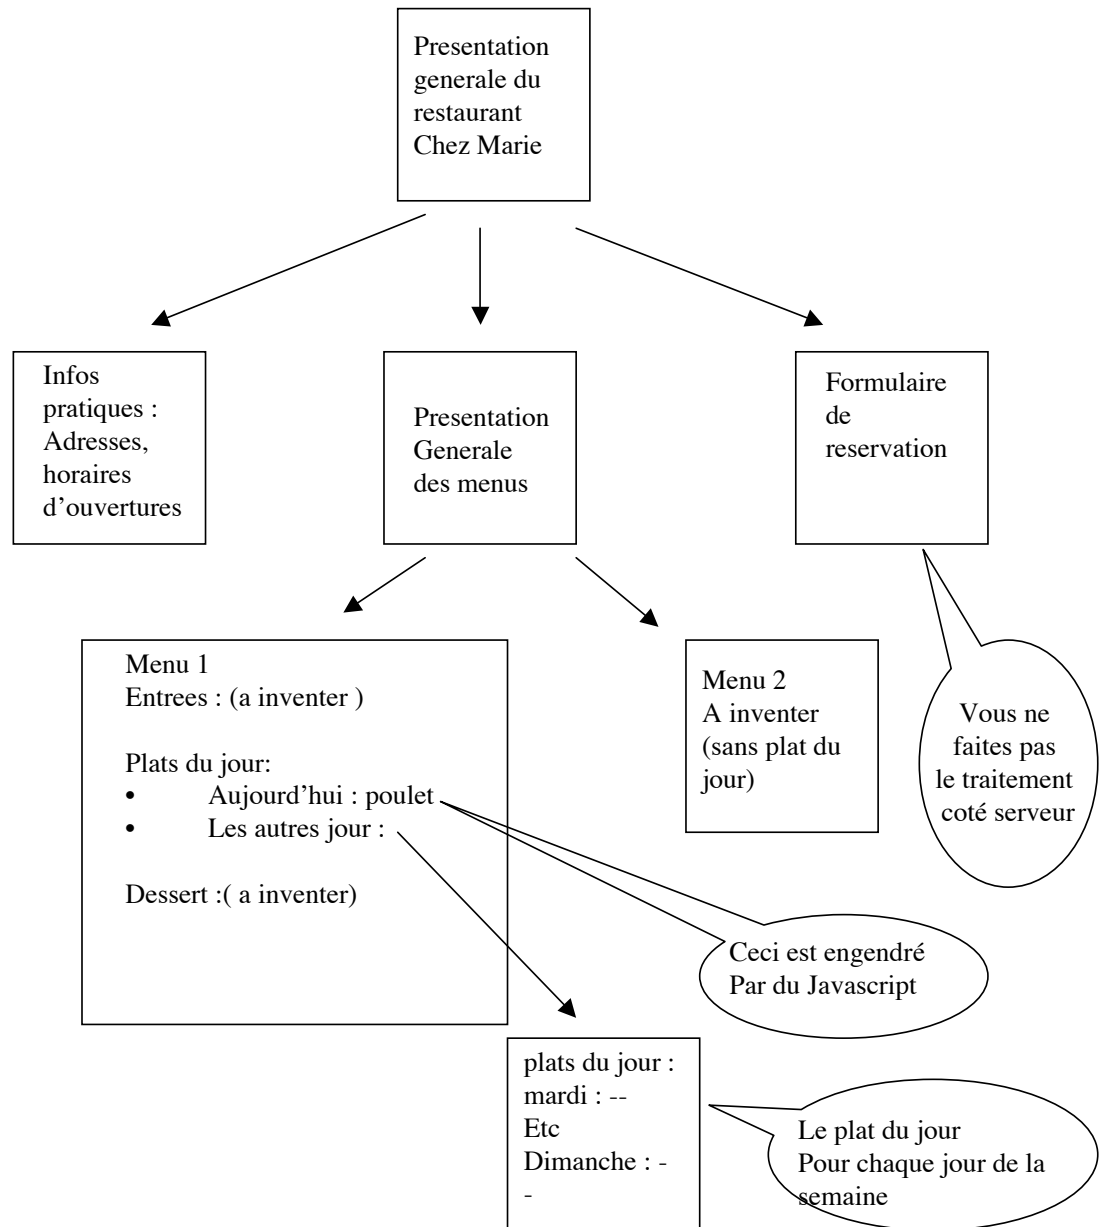 Presentation
generale du
restaurant
Chez Marie
Infos
pratiques :
Adresses,
horaires
d’ouvertures
Presentation
Generale
des menus
Formulaire
de
reservation
Menu 1
Entrees : (a inventer )
Plats du jour:
• Aujourd’hui : poulet
• Les autres jour :
Dessert :( a inventer)
Menu 2
A inventer
(sans plat du
jour)
Vous ne
faites pas
le traitement
coté serveur
Ceci est engendré
Par du Javascript
plats du jour :
mardi : --
Etc
Dimanche : -
-
Le plat du jour
Pour chaque jour de la
semaine